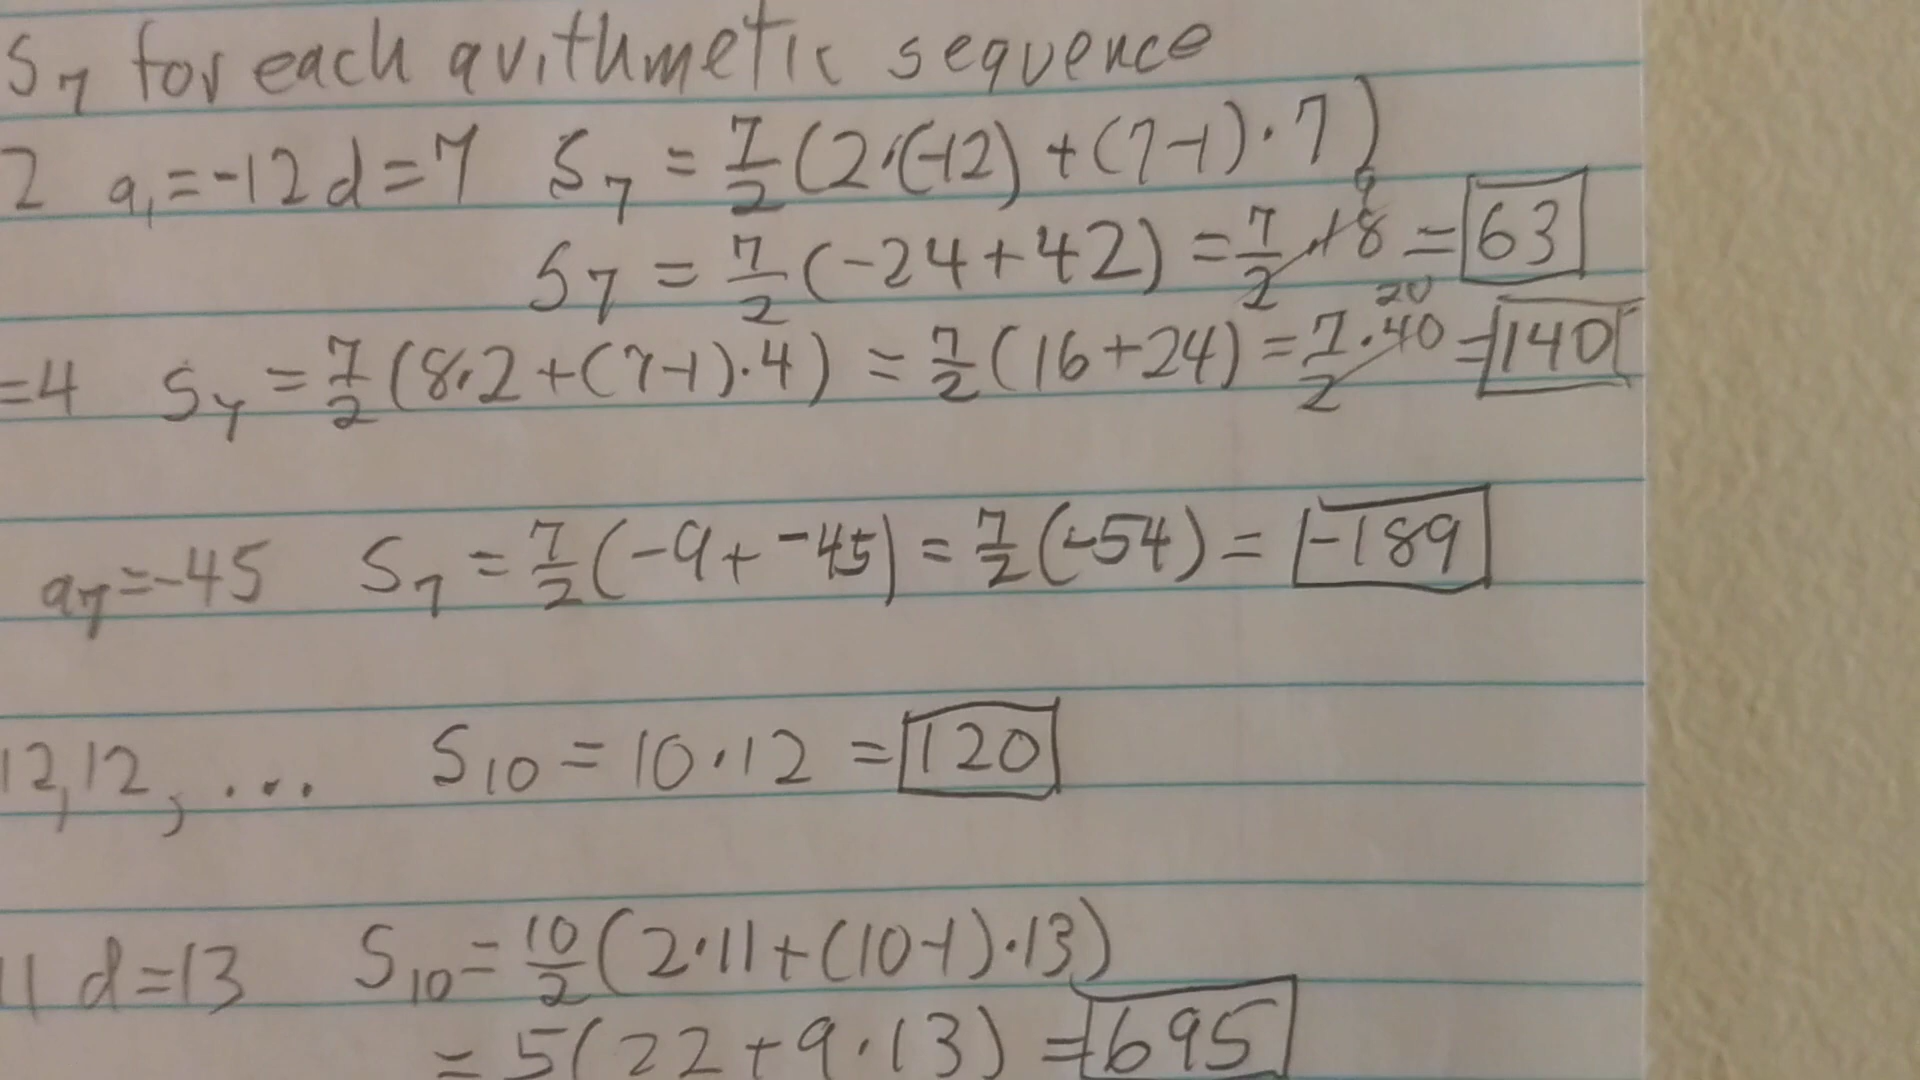 S₇ for each arithmetic sequence
2 a₁=-12 d=7 S₇ = 7/2 (2·(-12) + (7-1)·7)
S₇ = 7/2 (-24+42) = 7/2 · 18 9 = 63
=4 S₇ = 7/2 (8·2+(7-1)·4) = 7/2 (16+24) = 7/2 · 40 20 = 140
a₇=-45 S₇ = 7/2 (-9+ -45) = 7/2 (-54) = -189
12,12, ... S₁₀ = 10·12 = 120
11 d=13 S₁₀ = 10/2 (2·11+(10-1)·13)
= 5(22+9·13) = 695